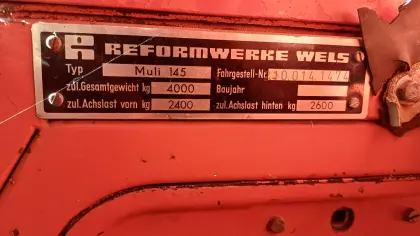 R REFORMWERKE WELS
Typ Muli 145 Fahrgestell-Nr. 10.014.1474
zul.Gesamtgewicht kg 4000 Baujahr
zul.Achslast vorn kg 2400 zul.Achslast hinten kg 2600